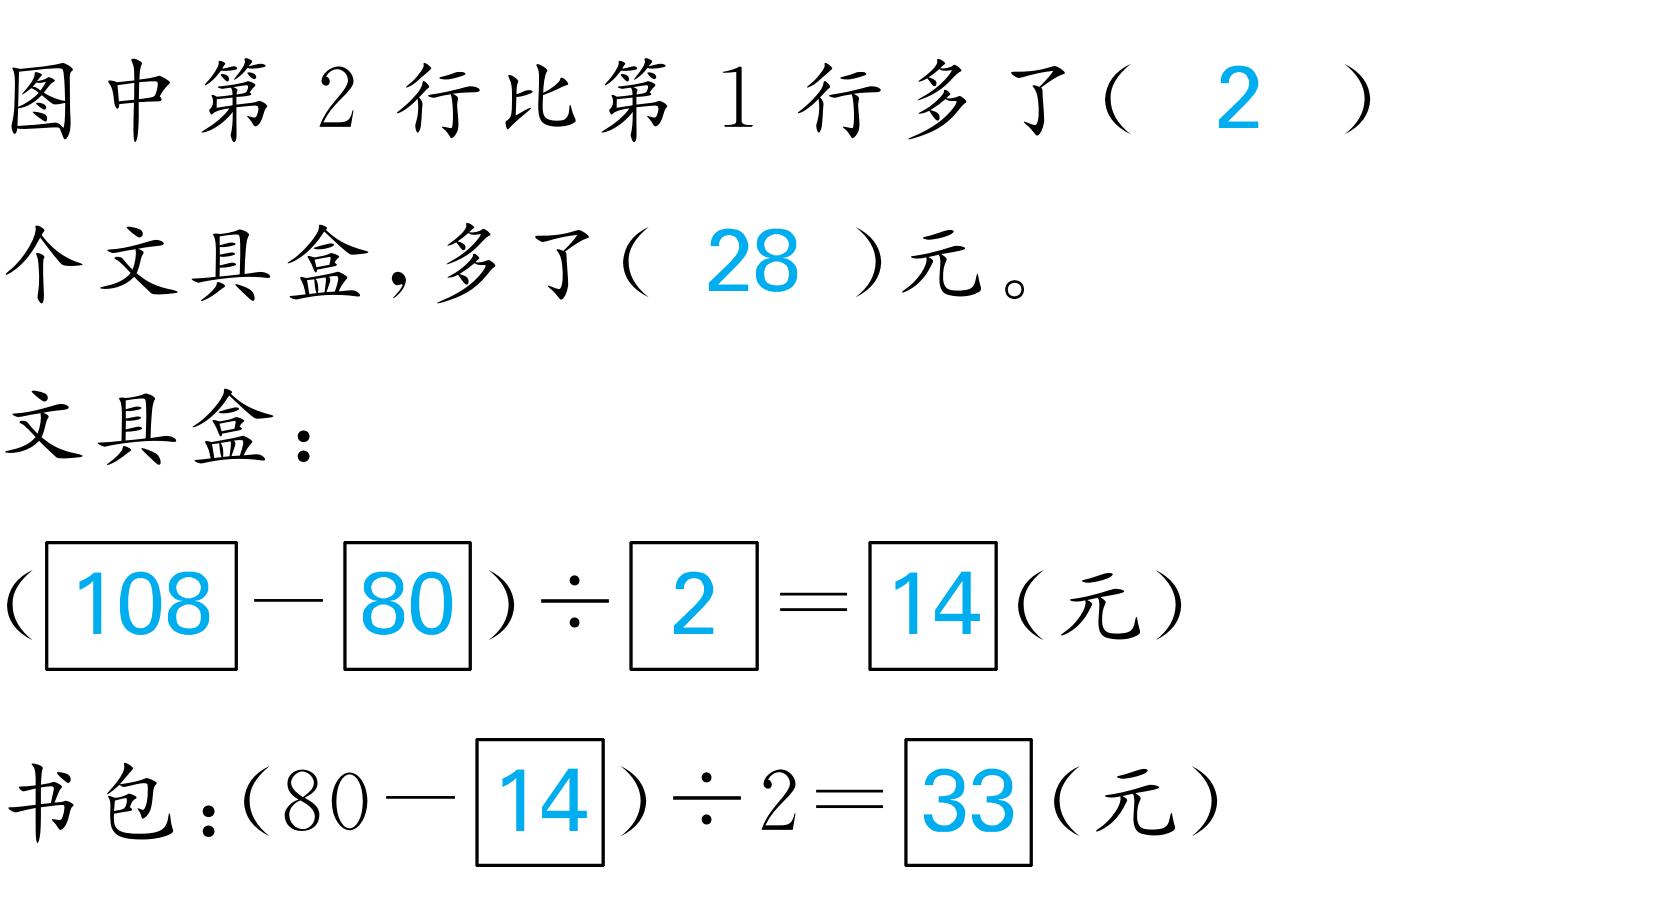 图中第 2 行比第 1 行多了( 2 )
个文具盒,多了( 28 )元。
文具盒:
(108-80)÷2=14(元)
书包:(80-14)÷2=33(元)